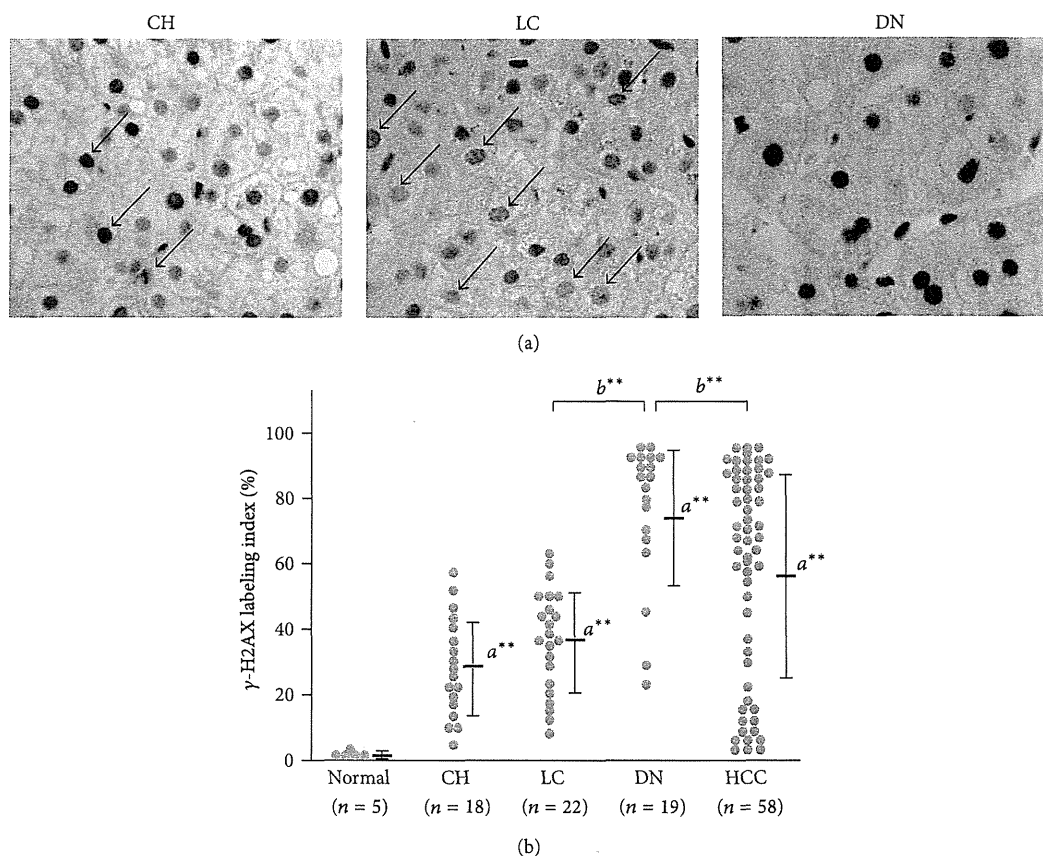 CH
LC
DN
(a)
b**
b**
γ-H2AX labeling index (%)
100
80
60
40
20
0
a**
a**
a**
a**
Normal
CH
LC
DN
HCC
(n = 5)
(n = 18)
(n = 22)
(n = 19)
(n = 58)
(b)